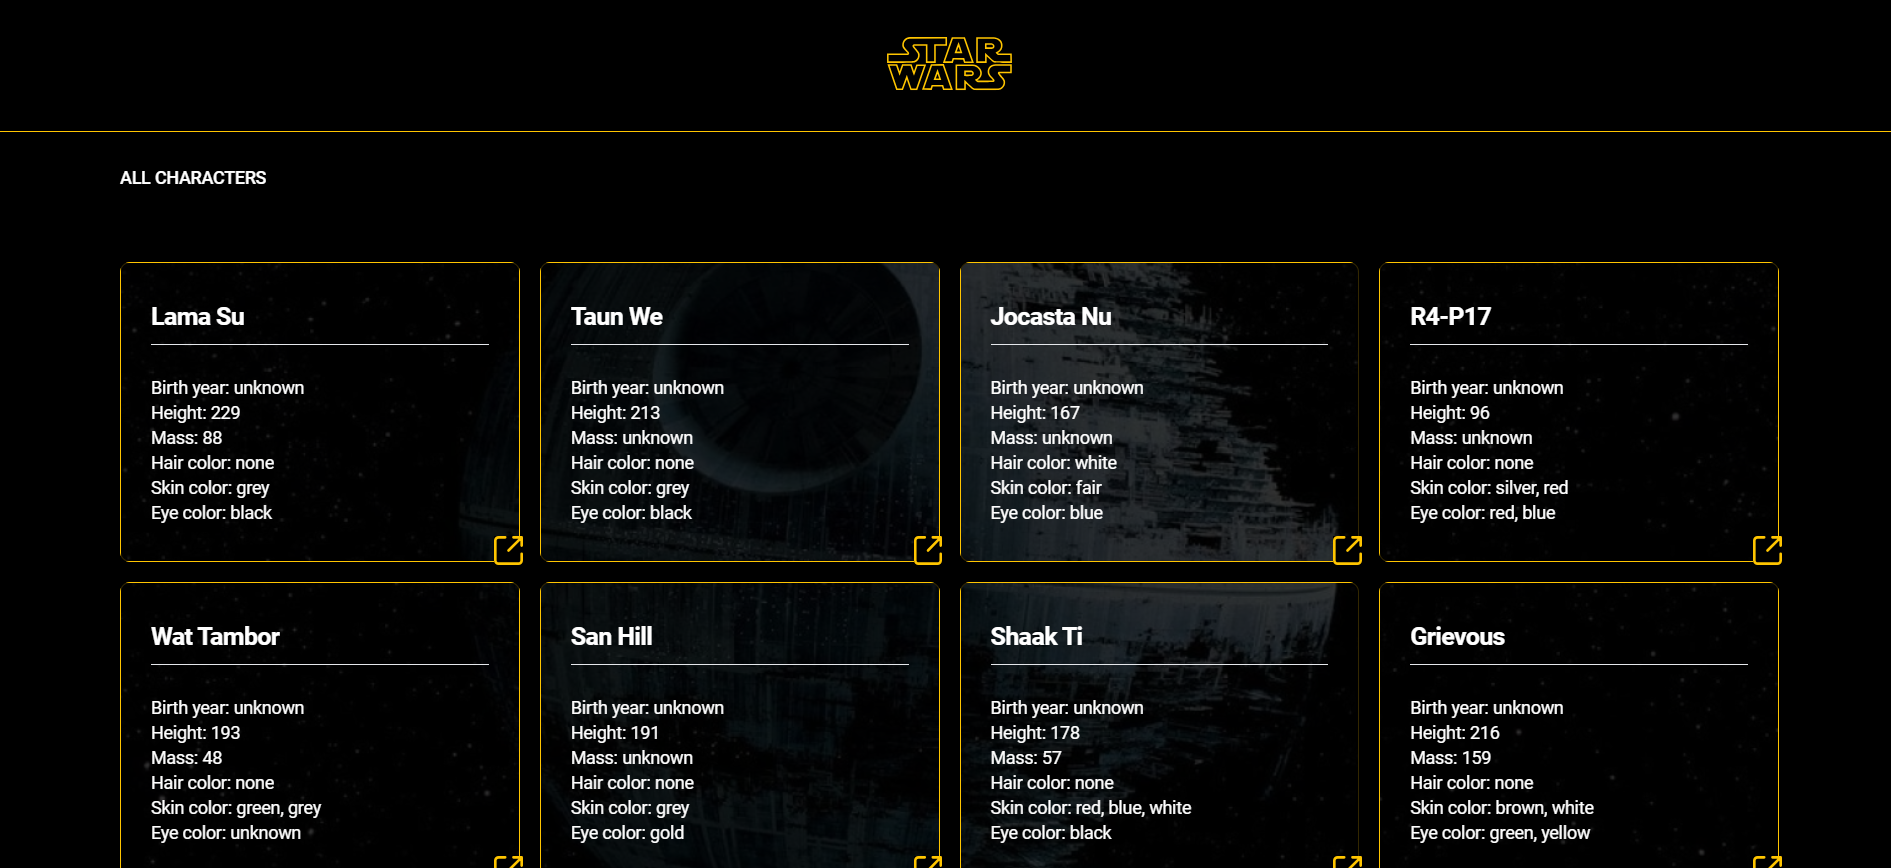 STAR
WARS
ALL CHARACTERS
Lama Su
Birth year: unknown
Height: 229
Mass: 88
Hair color: none
Skin color: grey
Eye color: black
Taun We
Birth year: unknown
Height: 213
Mass: unknown
Hair color: none
Skin color: grey
Eye color: black
Jocasta Nu
Birth year: unknown
Height: 167
Mass: unknown
Hair color: white
Skin color: fair
Eye color: blue
R4-P17
Birth year: unknown
Height: 96
Mass: unknown
Hair color: none
Skin color: silver, red
Eye color: red, blue
Wat Tambor
Birth year: unknown
Height: 193
Mass: 48
Hair color: none
Skin color: green, grey
Eye color: unknown
San Hill
Birth year: unknown
Height: 191
Mass: unknown
Hair color: none
Skin color: grey
Eye color: gold
Shaak Ti
Birth year: unknown
Height: 178
Mass: 57
Hair color: none
Skin color: red, blue, white
Eye color: black
Grievous
Birth year: unknown
Height: 216
Mass: 159
Hair color: none
Skin color: brown, white
Eye color: green, yellow